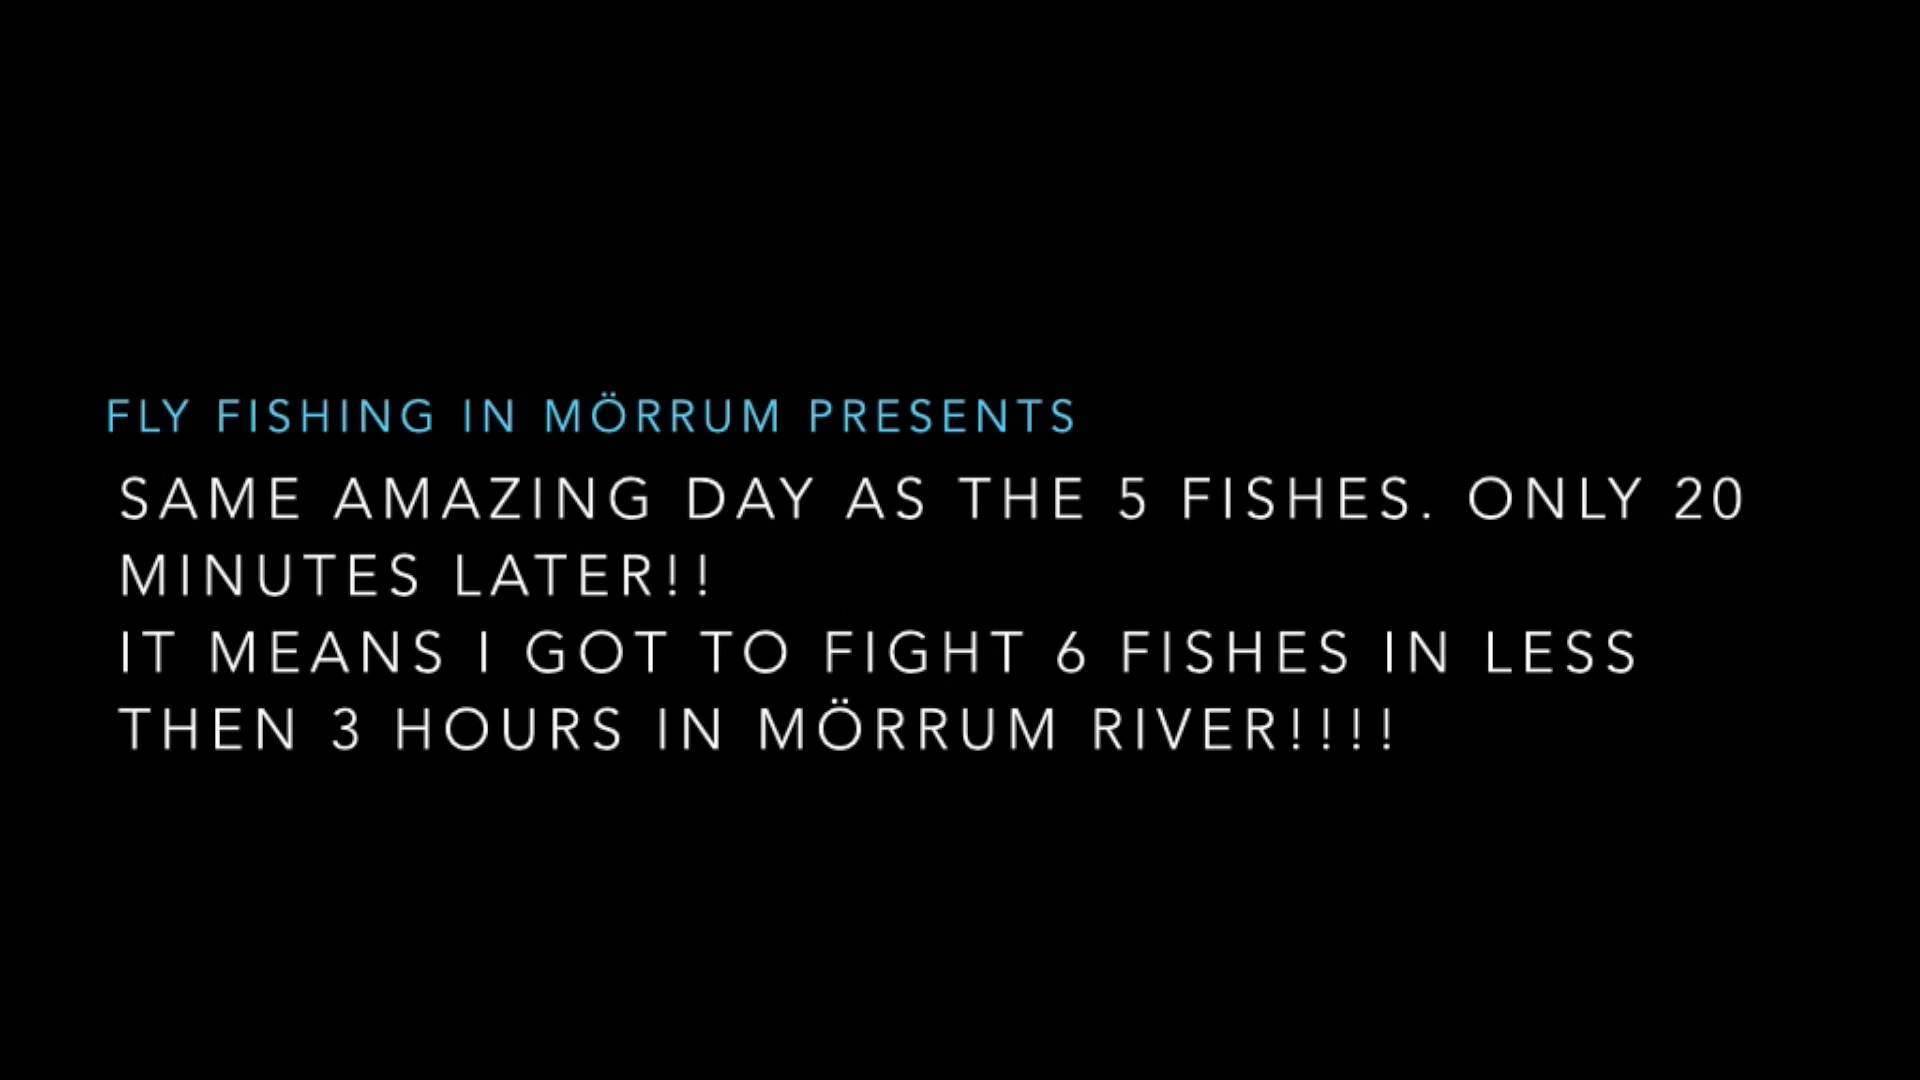 FLY FISHING IN MÖRRUM PRESENTS
SAME AMAZING DAY AS THE 5 FISHES. ONLY 20
MINUTES LATER!!
IT MEANS I GOT TO FIGHT 6 FISHES IN LESS
THEN 3 HOURS IN MÖRRUM RIVER!!!!